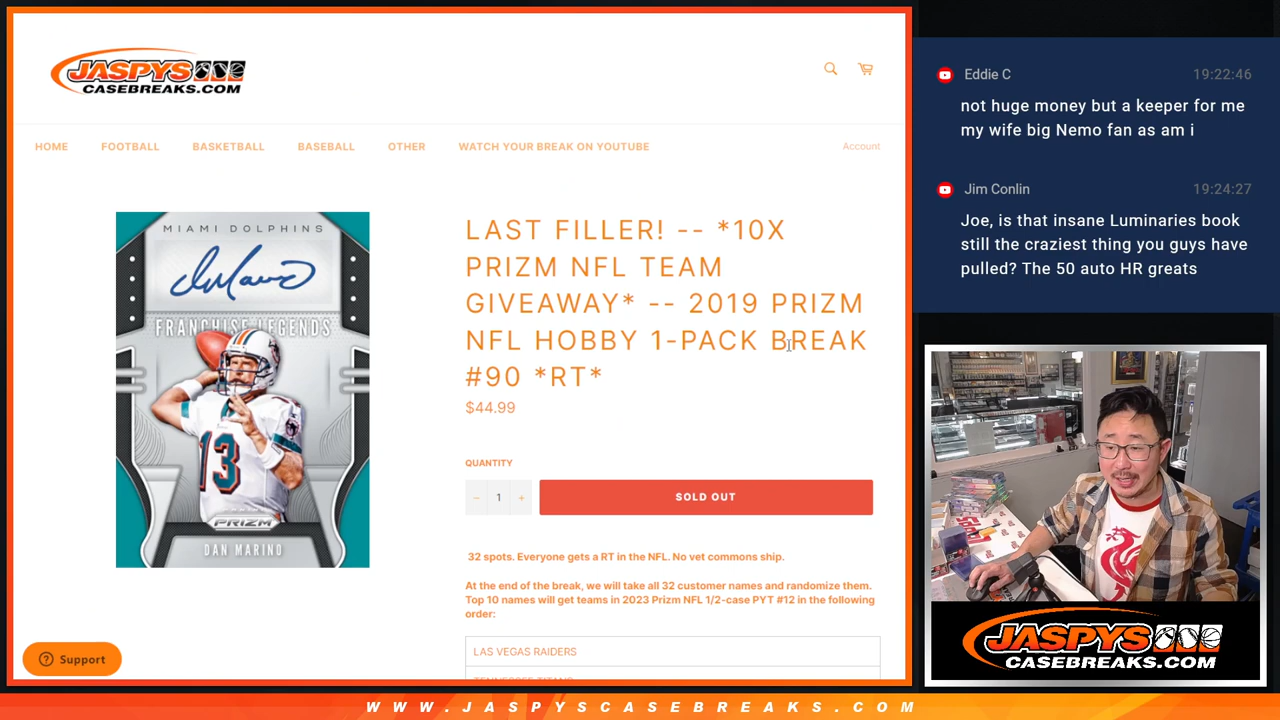 JASPYS
CASEBREAKS.COM
HOME
FOOTBALL
BASKETBALL
BASEBALL
OTHER
WATCH YOUR BREAK ON YOUTUBE
Account
MIAMI DOLPHINS
FRANCHISE LEGENDS
13
PRIZM
DAN MARINO
LAST FILLER! -- *10X
PRIZM NFL TEAM
GIVEAWAY* -- 2019 PRIZM
NFL HOBBY 1-PACK BREAK
#90 *RT*
$44.99
QUANTITY
− 1 +
SOLD OUT
32 spots. Everyone gets a RT in the NFL. No vet commons ship.
At the end of the break, we will take all 32 customer names and randomize them.
Top 10 names will get teams in 2023 Prizm NFL 1/2-case PYT #12 in the following
order:
LAS VEGAS RAIDERS
TENNESSEE TITANS
Support
Eddie C 19:22:46
not huge money but a keeper for me
my wife big Nemo fan as am i
Jim Conlin 19:24:27
Joe, is that insane Luminaries book
still the craziest thing you guys have
pulled? The 50 auto HR greats
JASPYS
CASEBREAKS.COM
WWW.JASPYSCASEBREAKS.COM